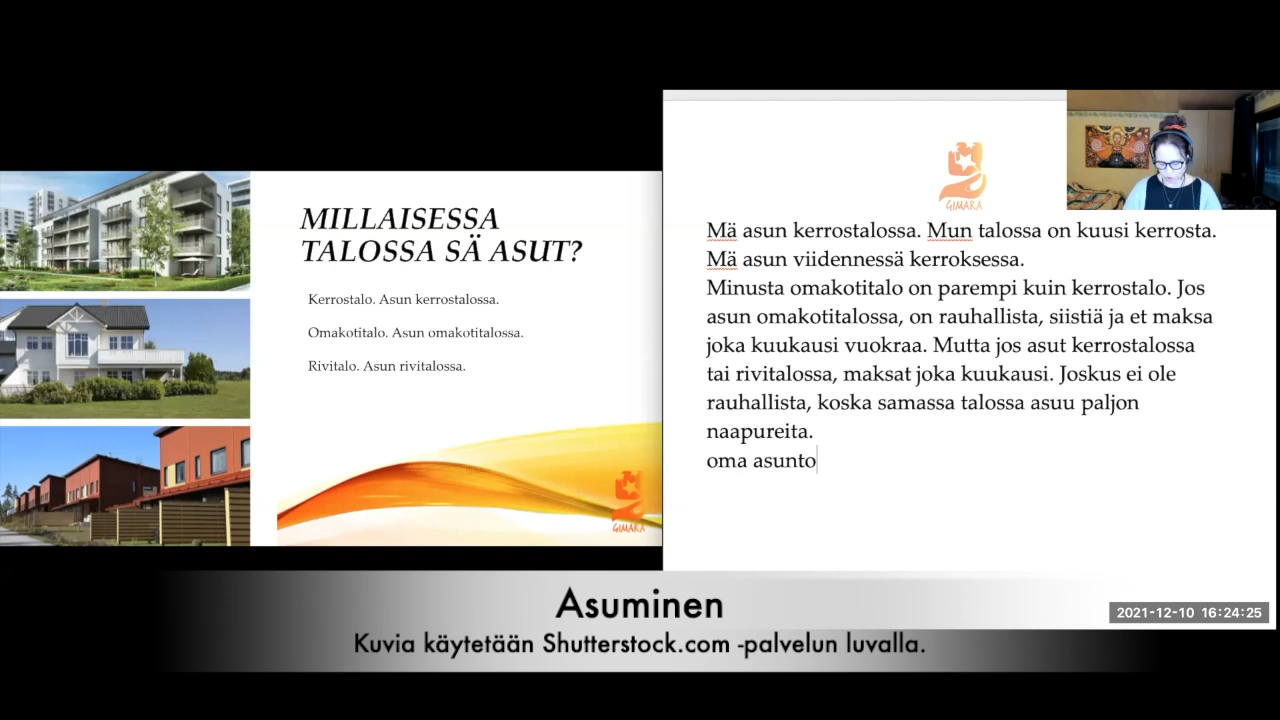 MILLAISESSA
TALOSSA SÄ ASUT?
Kerrostalo. Asun kerrostalossa.
Omakotitalo. Asun omakotitalossa.
Rivitalo. Asun rivitalossa.
GIMARA
GIMARA
Mä asun kerrostalossa. Mun talossa on kuusi kerrosta.
Mä asun viidennessä kerroksessa.
Minusta omakotitalo on parempi kuin kerrostalo. Jos
asun omakotitalossa, on rauhallista, siistiä ja et maksa
joka kuukausi vuokraa. Mutta jos asut kerrostalossa
tai rivitalossa, maksat joka kuukausi. Joskus ei ole
rauhallista, koska samassa talossa asuu paljon
naapureita.
oma asunto
Asuminen
2021-12-10 16:24:25
Kuvia käytetään Shutterstock.com -palvelun luvalla.